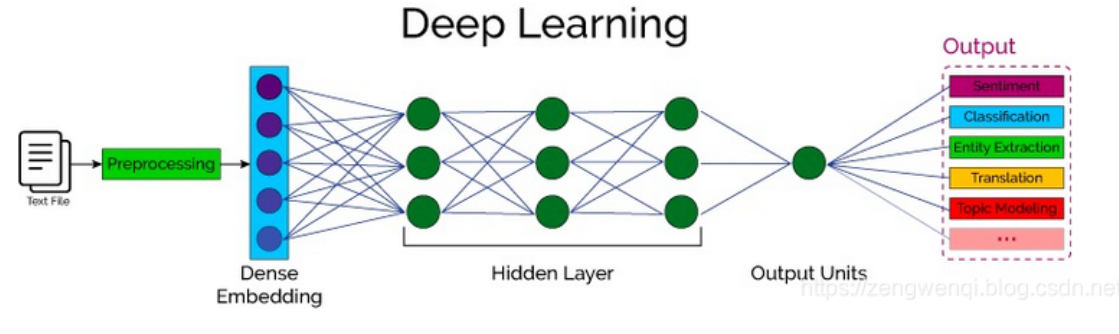 Deep Learning
Output
Sentiment
Classification
Entity Extraction
Translation
Topic Modeling
...
Preprocessing
Text File
Dense
Embedding
Hidden Layer
Output Units
https://zengwenqi.blog.csdn.net